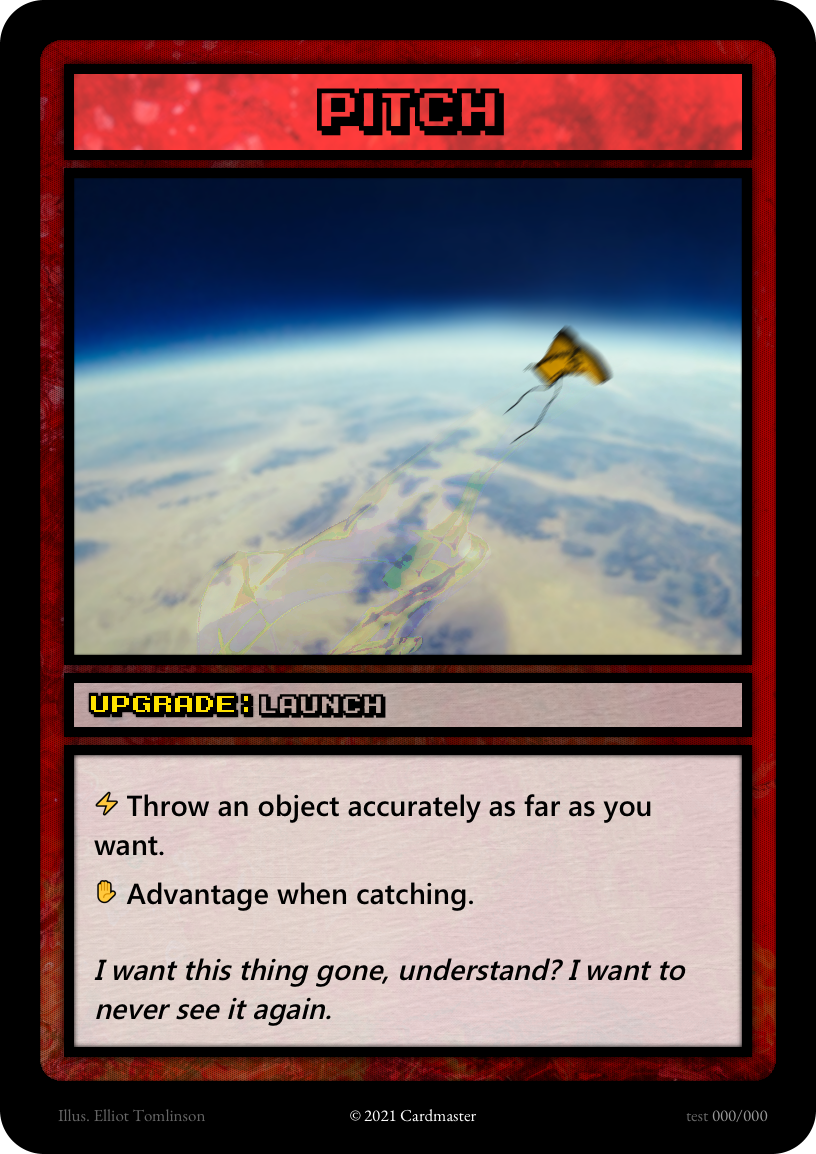 PITCH
UPGRADE: LAUNCH
⚡ Throw an object accurately as far as you
want.
✋ Advantage when catching.
I want this thing gone, understand? I want to
never see it again.
Illus. Elliot Tomlinson © 2021 Cardmaster test 000/000